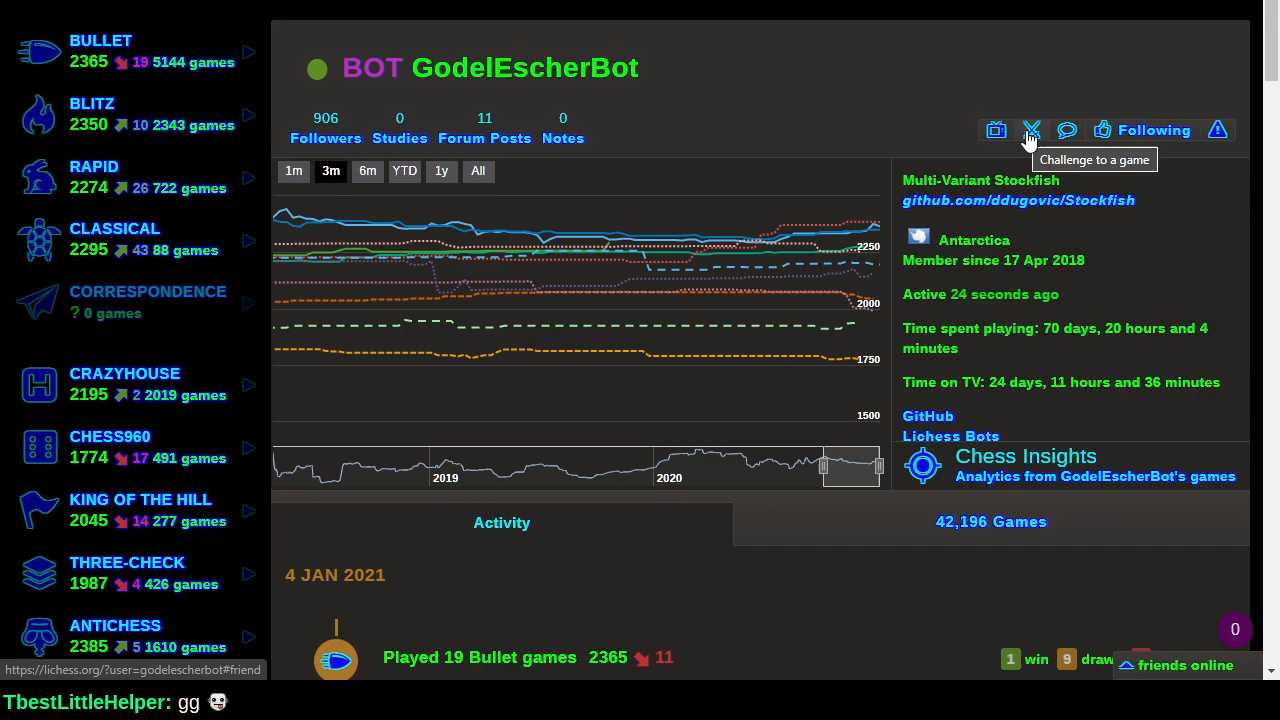 BULLET
2365 19 5144 games
BLITZ
2350 10 2343 games
RAPID
2274 26 722 games
CLASSICAL
2295 43 88 games
CORRESPONDENCE
? 0 games
CRAZYHOUSE
2195 2 2019 games
CHESS960
1774 17 491 games
KING OF THE HILL
2045 14 277 games
THREE-CHECK
1987 4 426 games
ANTICHESS
2385 5 1610 games
https://lichess.org/?user=godelescherbot#friend
BOT GodelEscherBot
906 0 11 0
Followers Studies Forum Posts Notes
Following
Challenge to a game
1m 3m 6m YTD 1y All
2250
2000
1750
1500
2019 2020
Multi-Variant Stockfish
github.com/ddugovic/Stockfish
Antarctica
Member since 17 Apr 2018
Active 24 seconds ago
Time spent playing: 70 days, 20 hours and 4
minutes
Time on TV: 24 days, 11 hours and 36 minutes
GitHub
Lichess Bots
Chess Insights
Analytics from GodelEscherBot's games
Activity 42,196 Games
4 JAN 2021
Played 19 Bullet games 2365 11
1 win 9 draw
0
friends online
TbestLittleHelper: gg